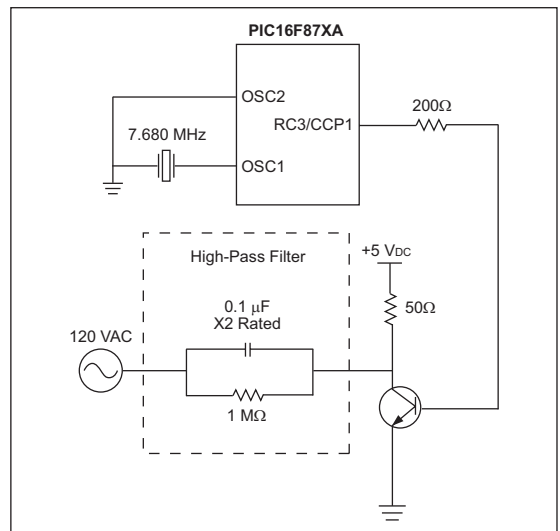 PIC16F87XA
OSC2
RC3/CCP1
200Ω
7.680 MHz
OSC1
High-Pass Filter
+5 VDC
0.1 μF
X2 Rated
50Ω
120 VAC
1 MΩ